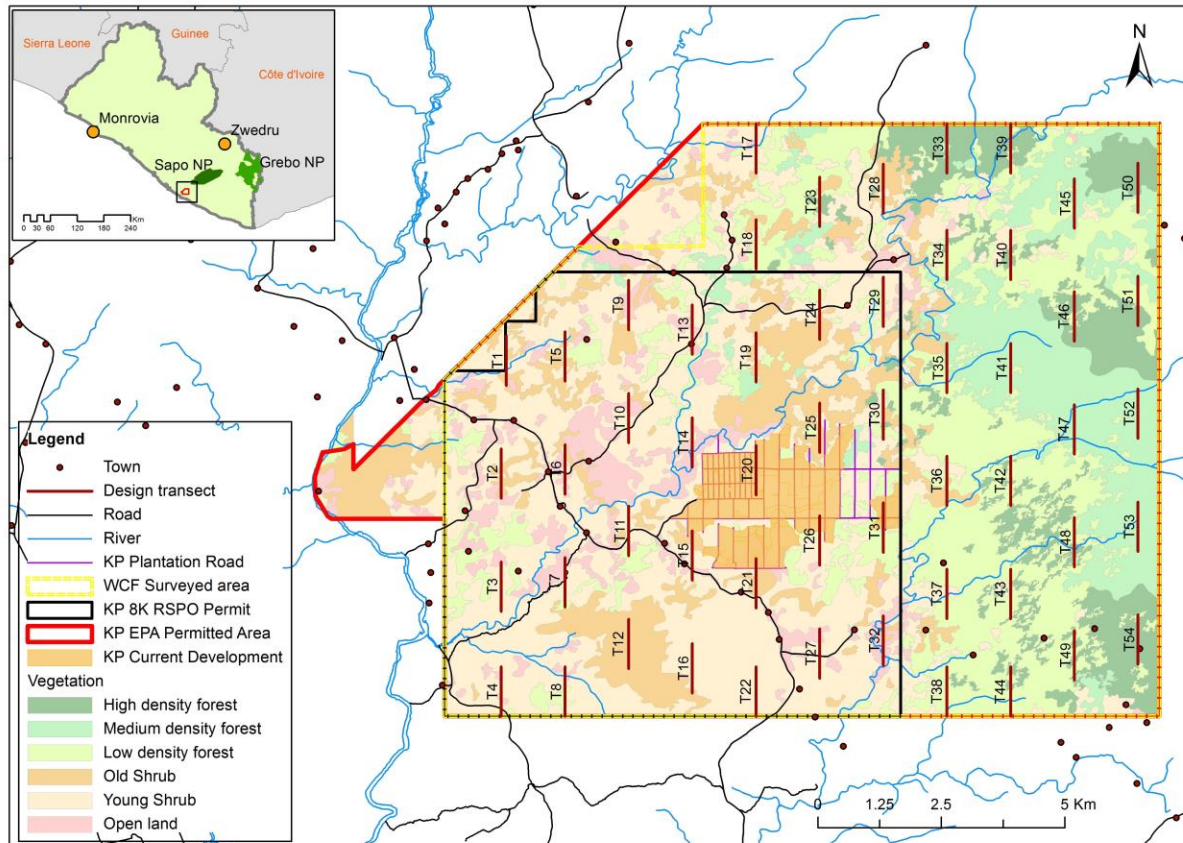 Sierra Leone
Guinee
Côte d'Ivoire
Monrovia
Zwedru
Sapo NP
Grebo NP
0 30 60 120 180 240
Km
N
Legend
Town
Design transect
Road
River
KP Plantation Road
WCF Surveyed area
KP 8K RSPO Permit
KP EPA Permitted Area
KP Current Development
Vegetation
High density forest
Medium density forest
Low density forest
Old Shrub
Young Shrub
Open land
T1
T2
T3
T4
T5
T6
T7
T8
T9
T10
T11
T12
T13
T14
T15
T16
T17
T18
T19
T20
T21
T22
T23
T24
T25
T26
T27
T28
T29
T30
T31
T32
T33
T34
T35
T36
T37
T38
T39
T40
T41
T42
T43
T44
T45
T46
T47
T48
T49
T50
T51
T52
T53
T54
0 1.25 2.5 5 Km